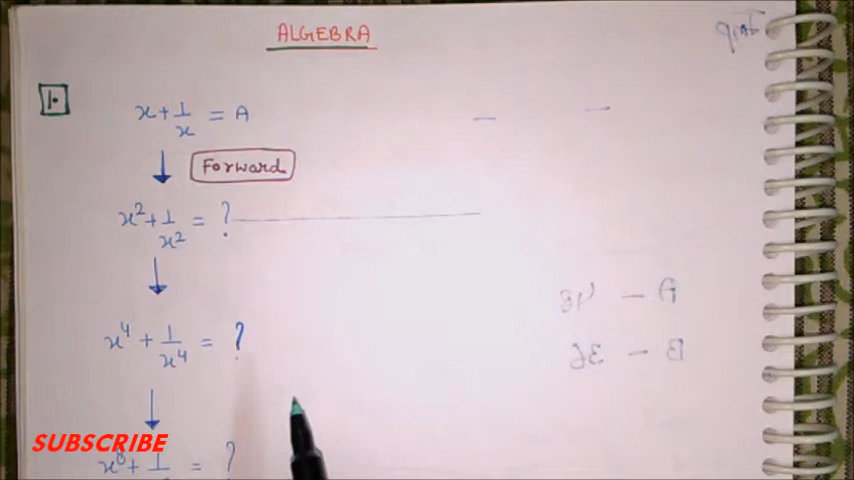 ALGEBRA
1.
x + 1/x = A
Forward
x² + 1/x² = ?
x⁴ + 1/x⁴ = ?
SUBSCRIBE
x⁸ + 1 = ?